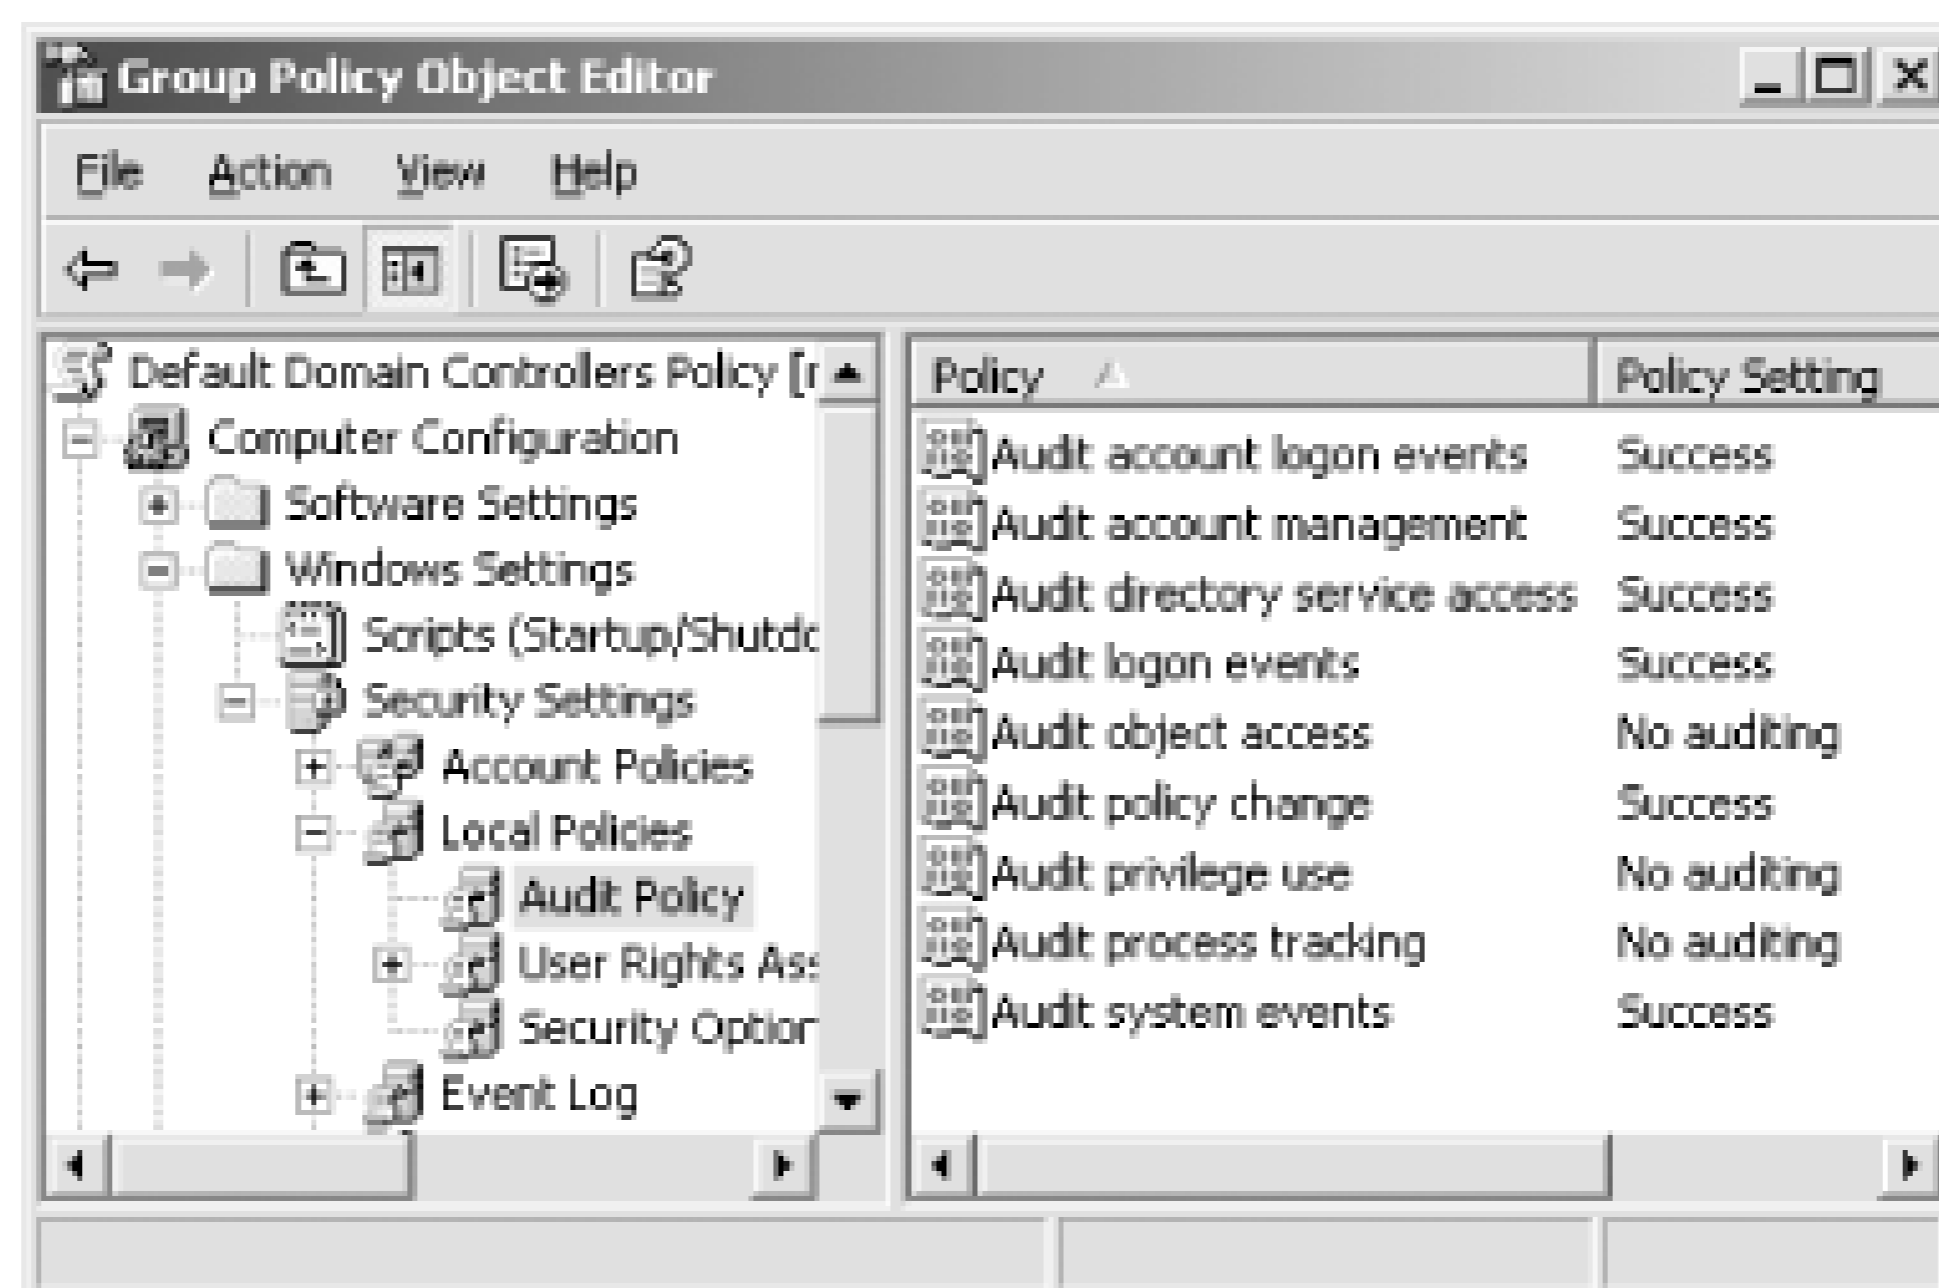 Group Policy Object Editor
File Action View Help
Default Domain Controllers Policy [r
Computer Configuration
Software Settings
Windows Settings
Scripts (Startup/Shutdo
Security Settings
Account Policies
Local Policies
Audit Policy
User Rights Ass
Security Option
Event Log
Policy Policy Setting
Audit account logon events Success
Audit account management Success
Audit directory service access Success
Audit logon events Success
Audit object access No auditing
Audit policy change Success
Audit privilege use No auditing
Audit process tracking No auditing
Audit system events Success